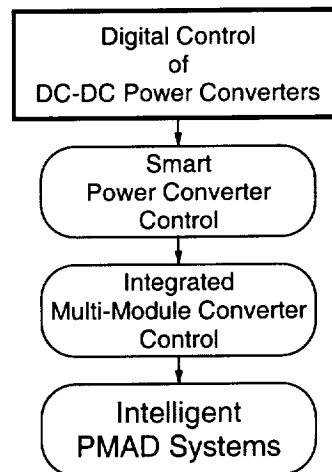 Digital Control
of
DC-DC Power Converters
Smart
Power Converter
Control
Integrated
Multi-Module Converter
Control
Intelligent
PMAD Systems